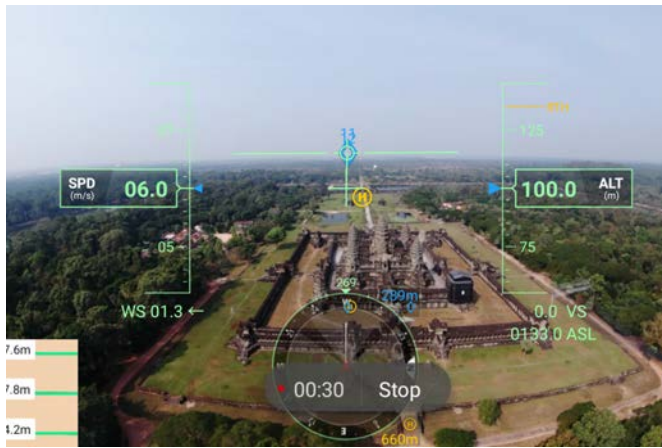 125
SPD
(m/s)
06.0
100.0
ALT
(m)
05
75
269
289m
WS 01.3 ←
0.0 VS
0133.0 ASL
7.6m
7.8m
00:30 Stop
4.2m
660m